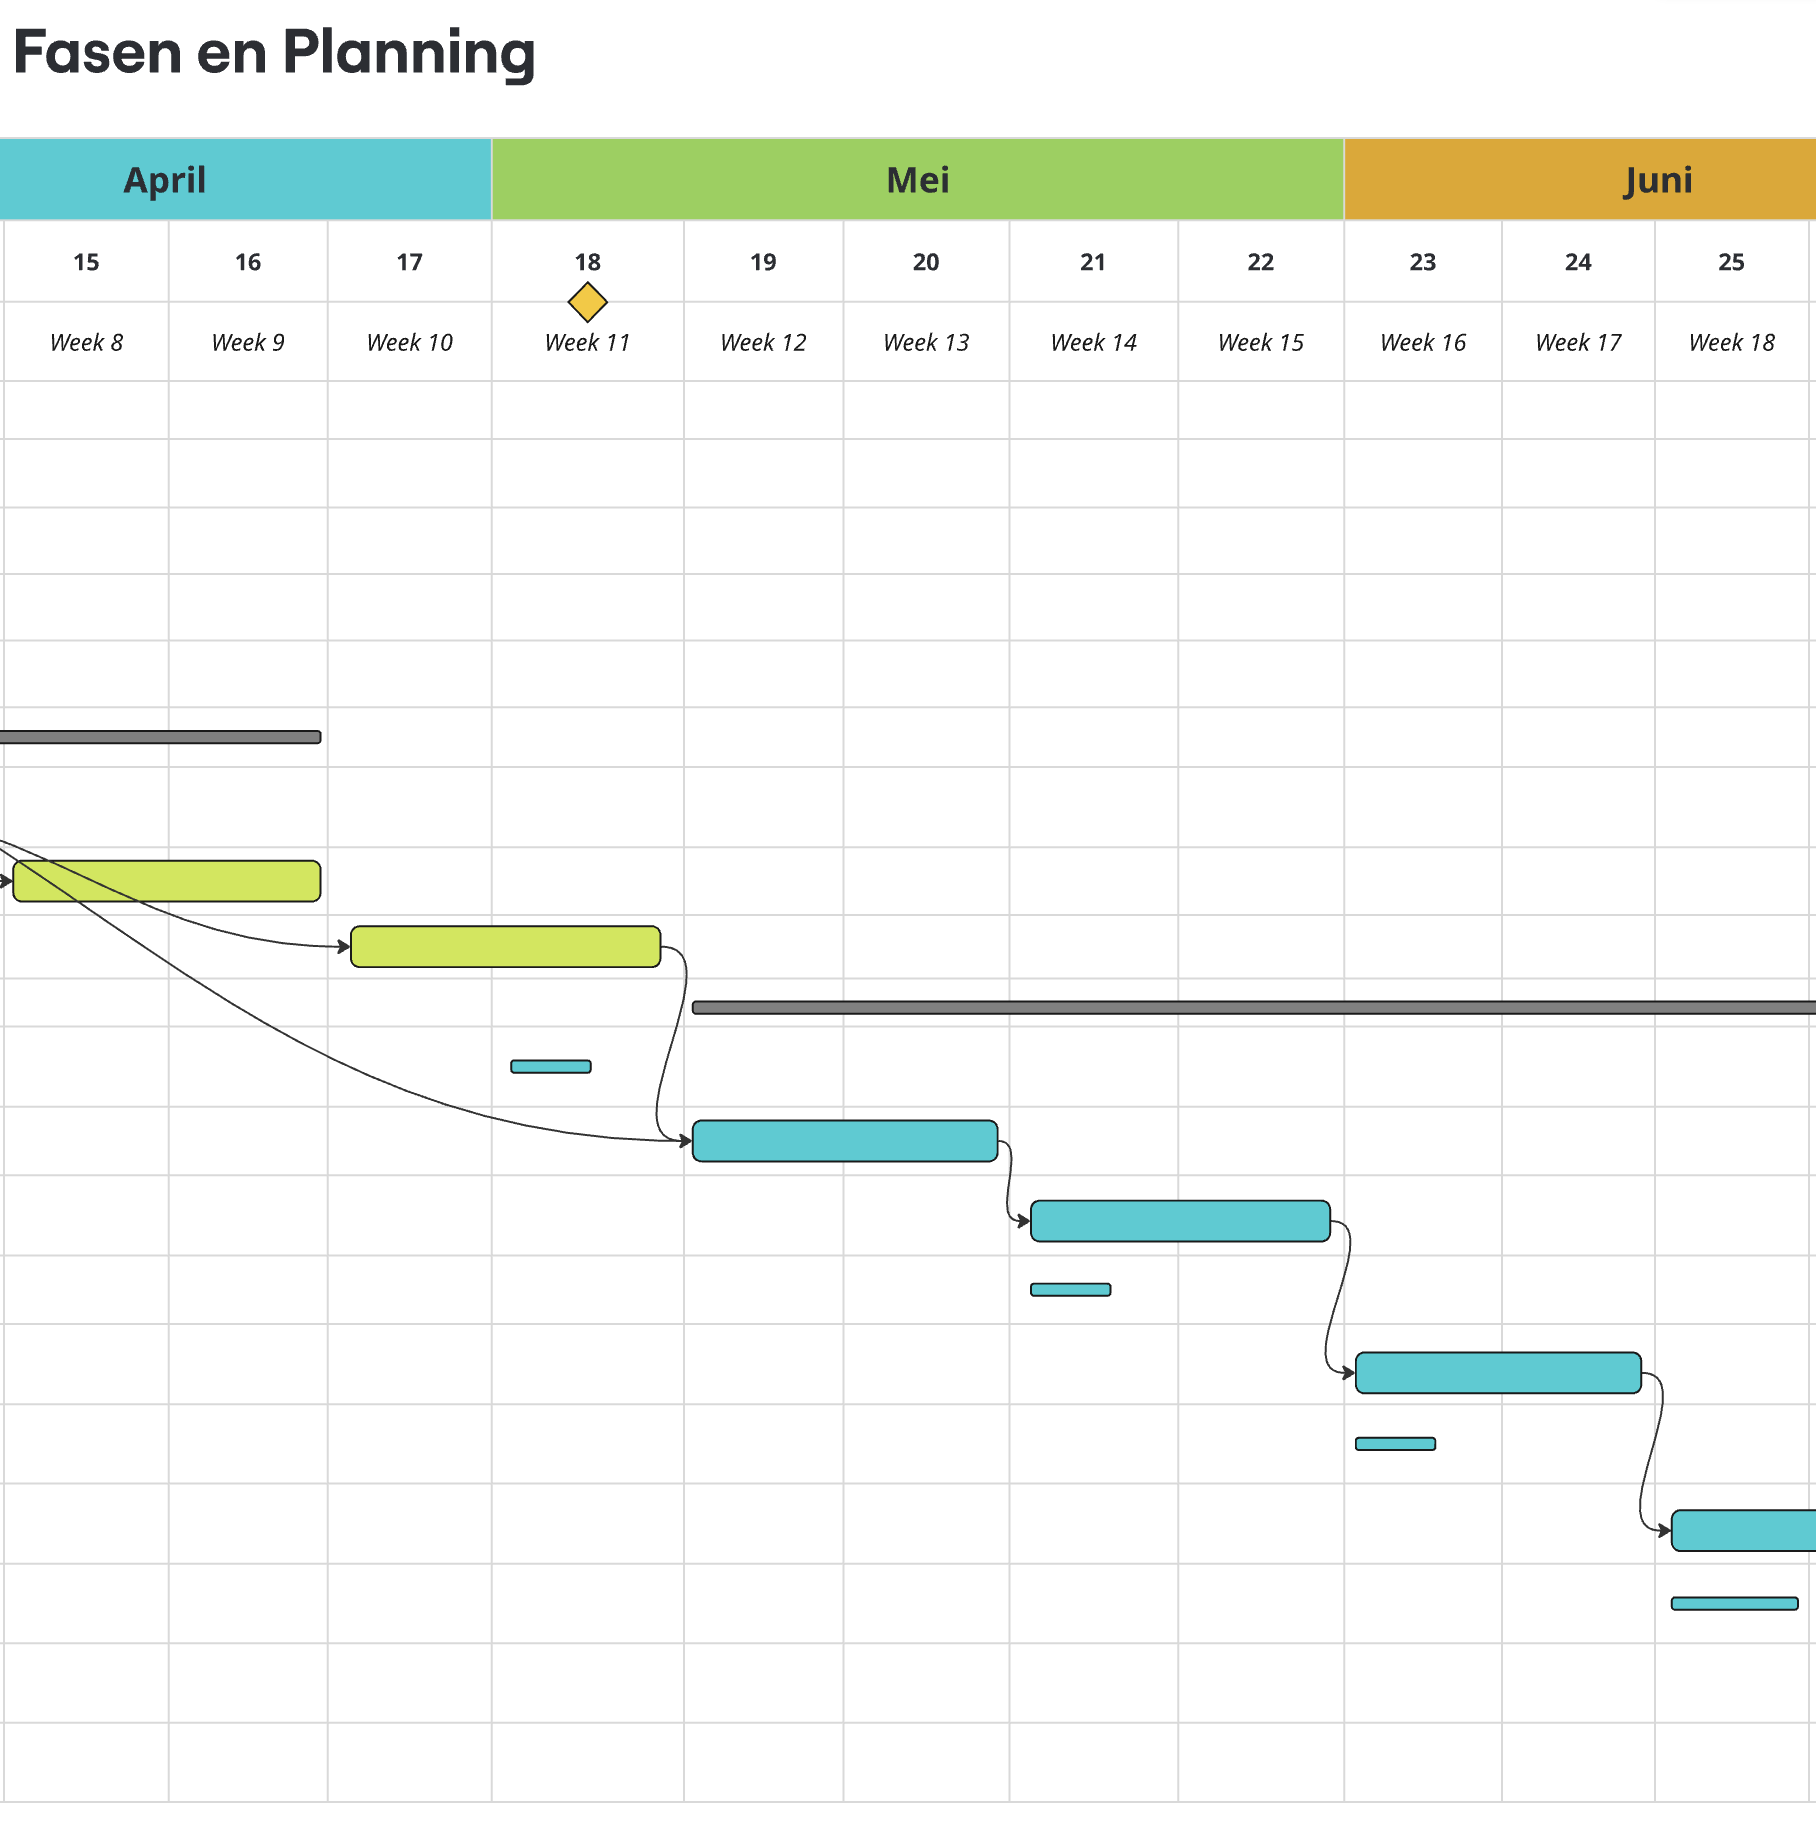 Fasen en Planning
April Mei Juni
15 16 17 18 19 20 21 22 23 24 25
Week 8 Week 9 Week 10 Week 11 Week 12 Week 13 Week 14 Week 15 Week 16 Week 17 Week 18